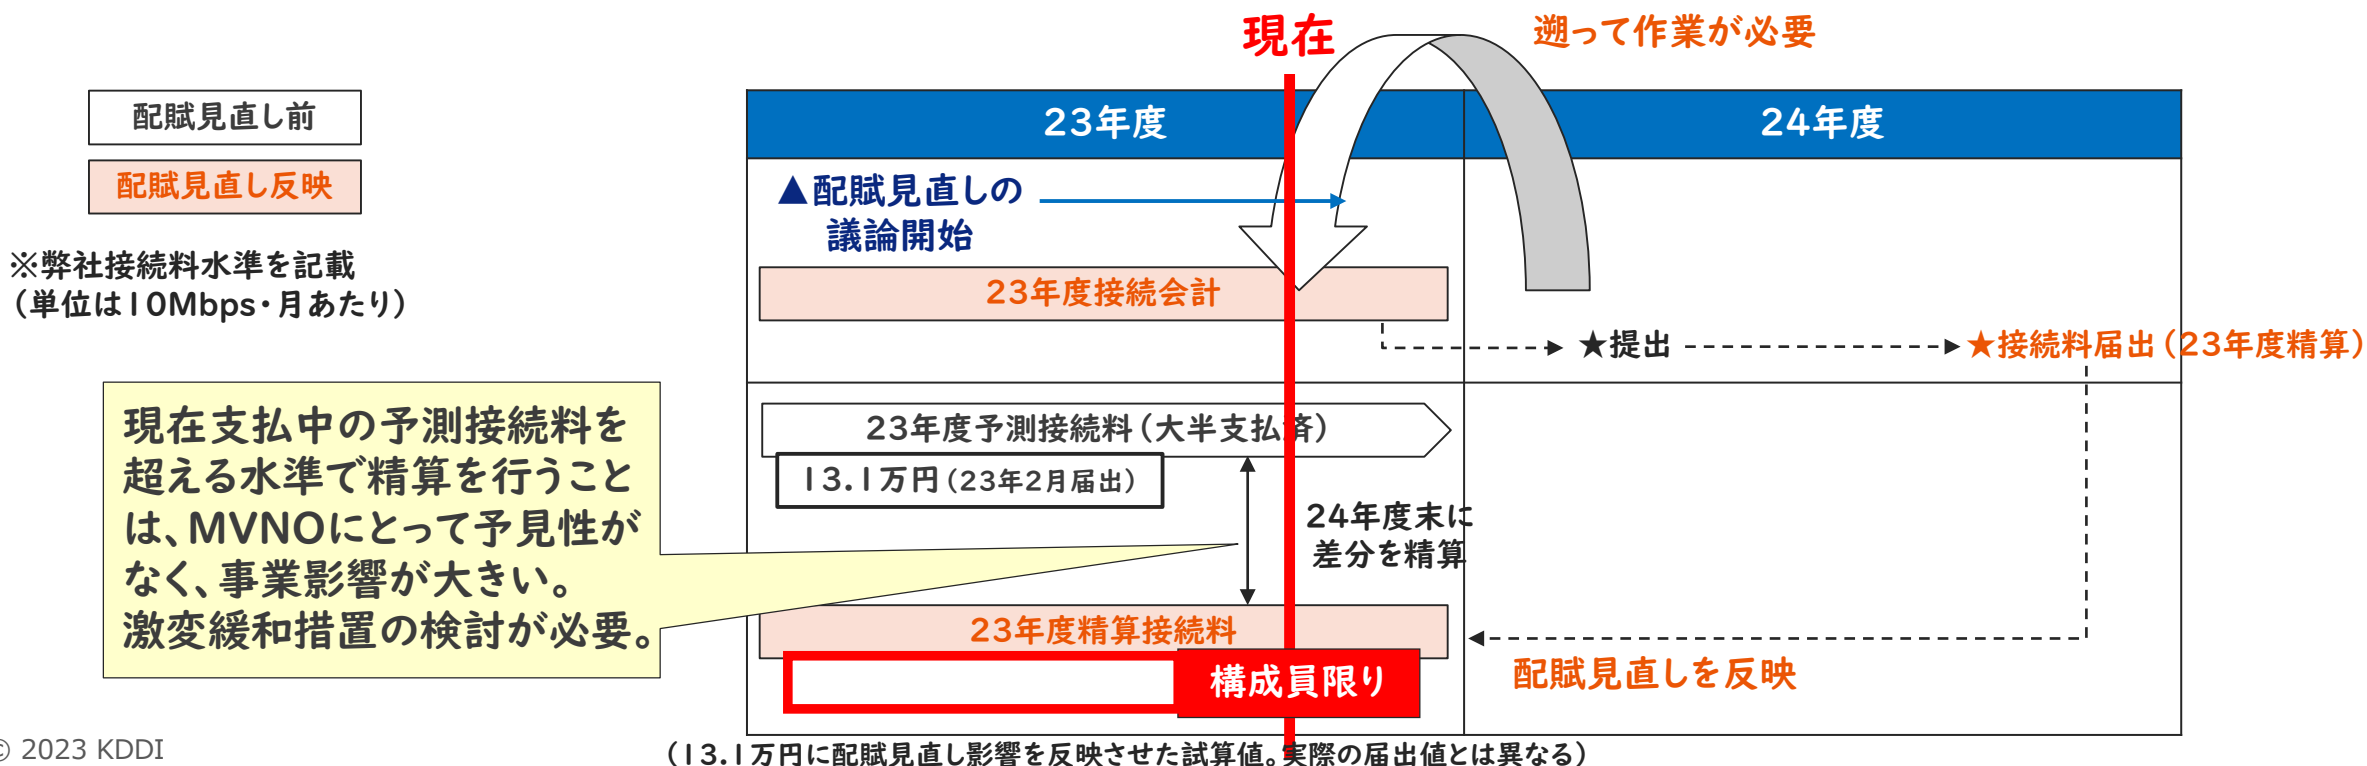 現在
遡って作業が必要
配賦見直し前
配賦見直し反映
※弊社接続料水準を記載
（単位は10Mbps・月あたり）
23年度
24年度
▲配賦見直しの
議論開始
23年度接続会計
★提出
★接続料届出（23年度精算）
23年度予測接続料（大半支払済）
13.1万円（23年2月届出）
現在支払中の予測接続料を
超える水準で精算を行うこと
は、MVNOにとって予見性が
なく、事業影響が大きい。
激変緩和措置の検討が必要。
24年度末に
差分を精算
23年度精算接続料
構成員限り
配賦見直しを反映
（13.1万円に配賦見直し影響を反映させた試算値。実際の届出値とは異なる）
© 2023 KDDI